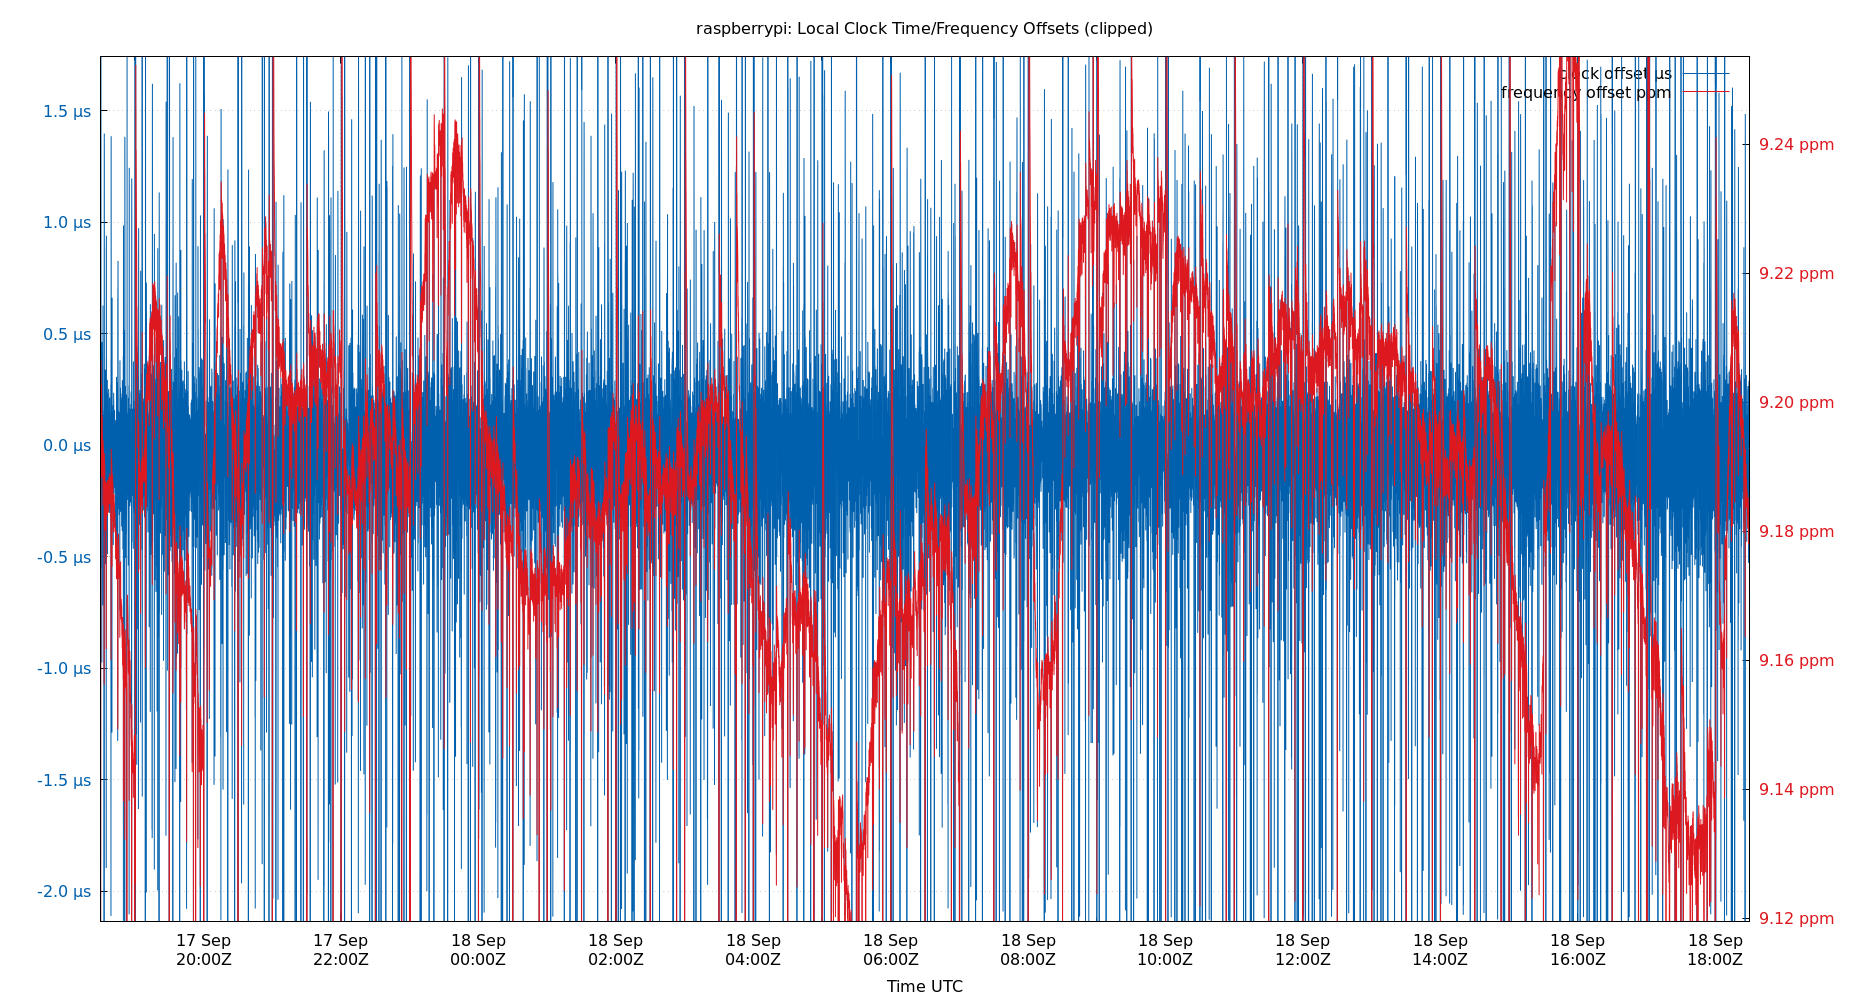 raspberrypi: Local Clock Time/Frequency Offsets (clipped)
clock offset µs
frequency offset ppm
1.5 µs
1.0 µs
0.5 µs
0.0 µs
-0.5 µs
-1.0 µs
-1.5 µs
-2.0 µs
9.24 ppm
9.22 ppm
9.20 ppm
9.18 ppm
9.16 ppm
9.14 ppm
9.12 ppm
17 Sep 17 Sep 18 Sep 18 Sep 18 Sep 18 Sep 18 Sep 18 Sep 18 Sep 18 Sep 18 Sep 18 Sep
20:00Z 22:00Z 00:00Z 02:00Z 04:00Z 06:00Z 08:00Z 10:00Z 12:00Z 14:00Z 16:00Z 18:00Z
Time UTC